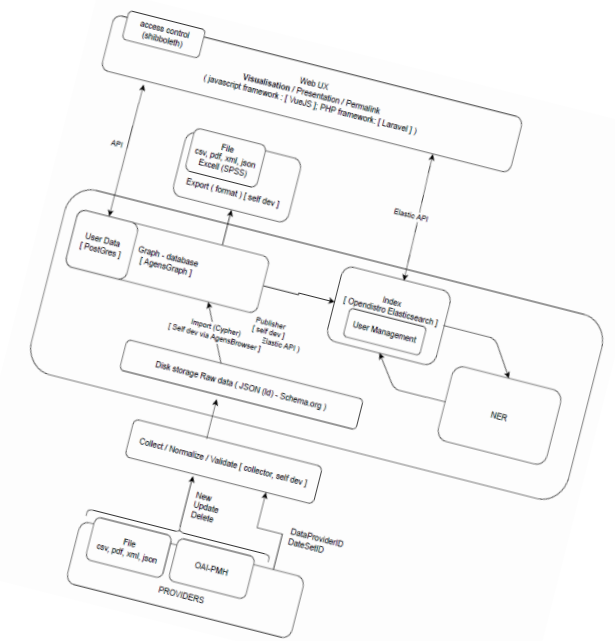 access control
(shibboleth)
Web UX
Visualisation / Presentation / Permalink
( javascript framework : [ VueJS ]; PHP framework: [ Laravel ] )
API
File
csv, pdf, xml, json
Excell (SPSS)
Export ( format ) [ self dev ]
Elastic API
User Data
[ PostGres ]
Graph - database
[ AgensGraph ]
Index
[ Opendistro Elasticsearch ]
User Management
Publisher
[ self dev ]
Elastic API )
Import (Cypher)
[ Self dev via AgensBrowser ]
NER
Disk storage Raw data ( JSON (ld) - Schema.org )
Collect / Normalize / Validate [ collector, self dev ]
New
Update
Delete
DataProviderID
DateSetID
File
csv, pdf, xml, json
OAI-PMH
PROVIDERS